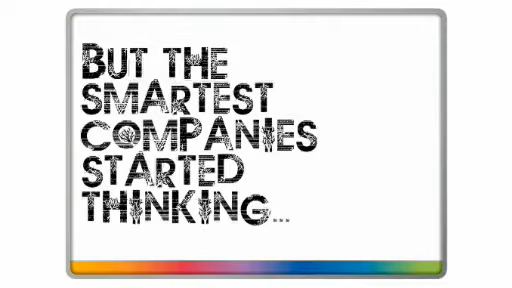 BUT THE
SMARTEST
COMPANIES
STARTED
THINKING...